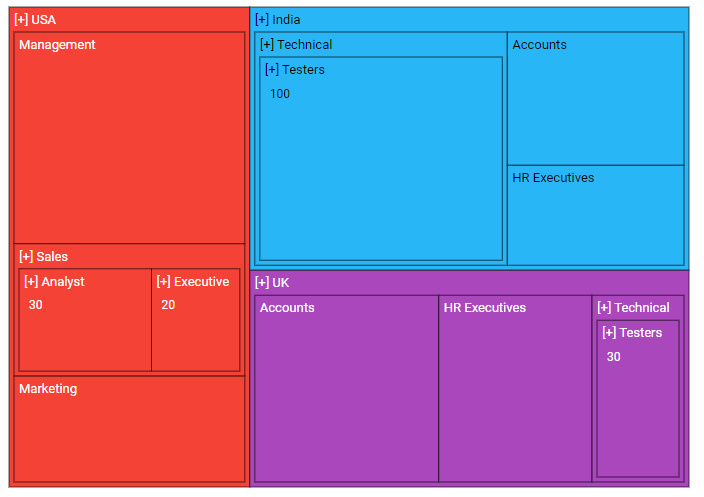 [+] USA
Management
[+] Sales
[+] Analyst
30
[+] Executive
20
Marketing
[+] India
[+] Technical
[+] Testers
100
Accounts
HR Executives
[+] UK
Accounts
HR Executives
[+] Technical
[+] Testers
30